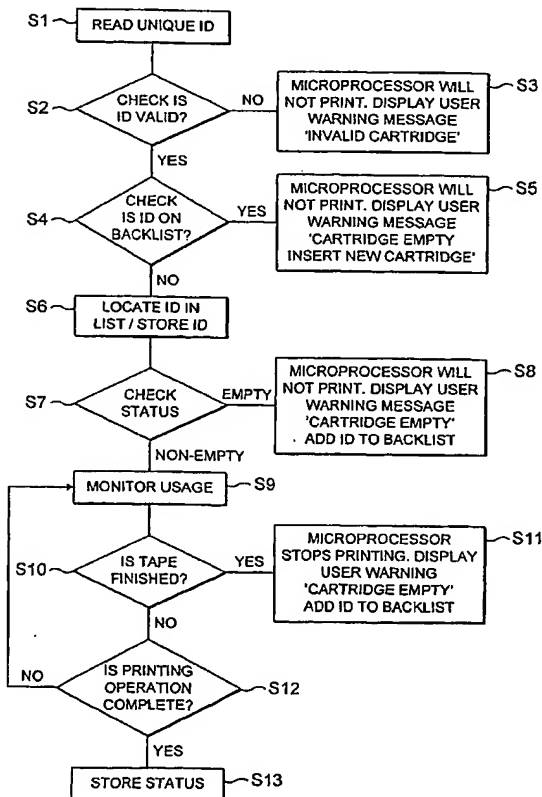 S1
READ UNIQUE ID
S2
CHECK IS
ID VALID?
NO
MICROPROCESSOR WILL
NOT PRINT. DISPLAY USER
WARNING MESSAGE
'INVALID CARTRIDGE'
S3
YES
S4
CHECK
IS ID ON
BACKLIST?
YES
MICROPROCESSOR WILL
NOT PRINT. DISPLAY USER
WARNING MESSAGE
'CARTRIDGE EMPTY
INSERT NEW CARTRIDGE'
S5
NO
S6
LOCATE ID IN
LIST / STORE ID
S7
CHECK
STATUS
EMPTY
MICROPROCESSOR WILL
NOT PRINT. DISPLAY USER
WARNING MESSAGE
'CARTRIDGE EMPTY'
ADD ID TO BACKLIST
S8
NON-EMPTY
MONITOR USAGE
S9
S10
IS TAPE
FINISHED?
YES
MICROPROCESSOR
STOPS PRINTING. DISPLAY
USER WARNING
'CARTRIDGE EMPTY'
ADD ID TO BACKLIST
S11
NO
NO
IS PRINTING
OPERATION
COMPLETE?
S12
YES
STORE STATUS
S13